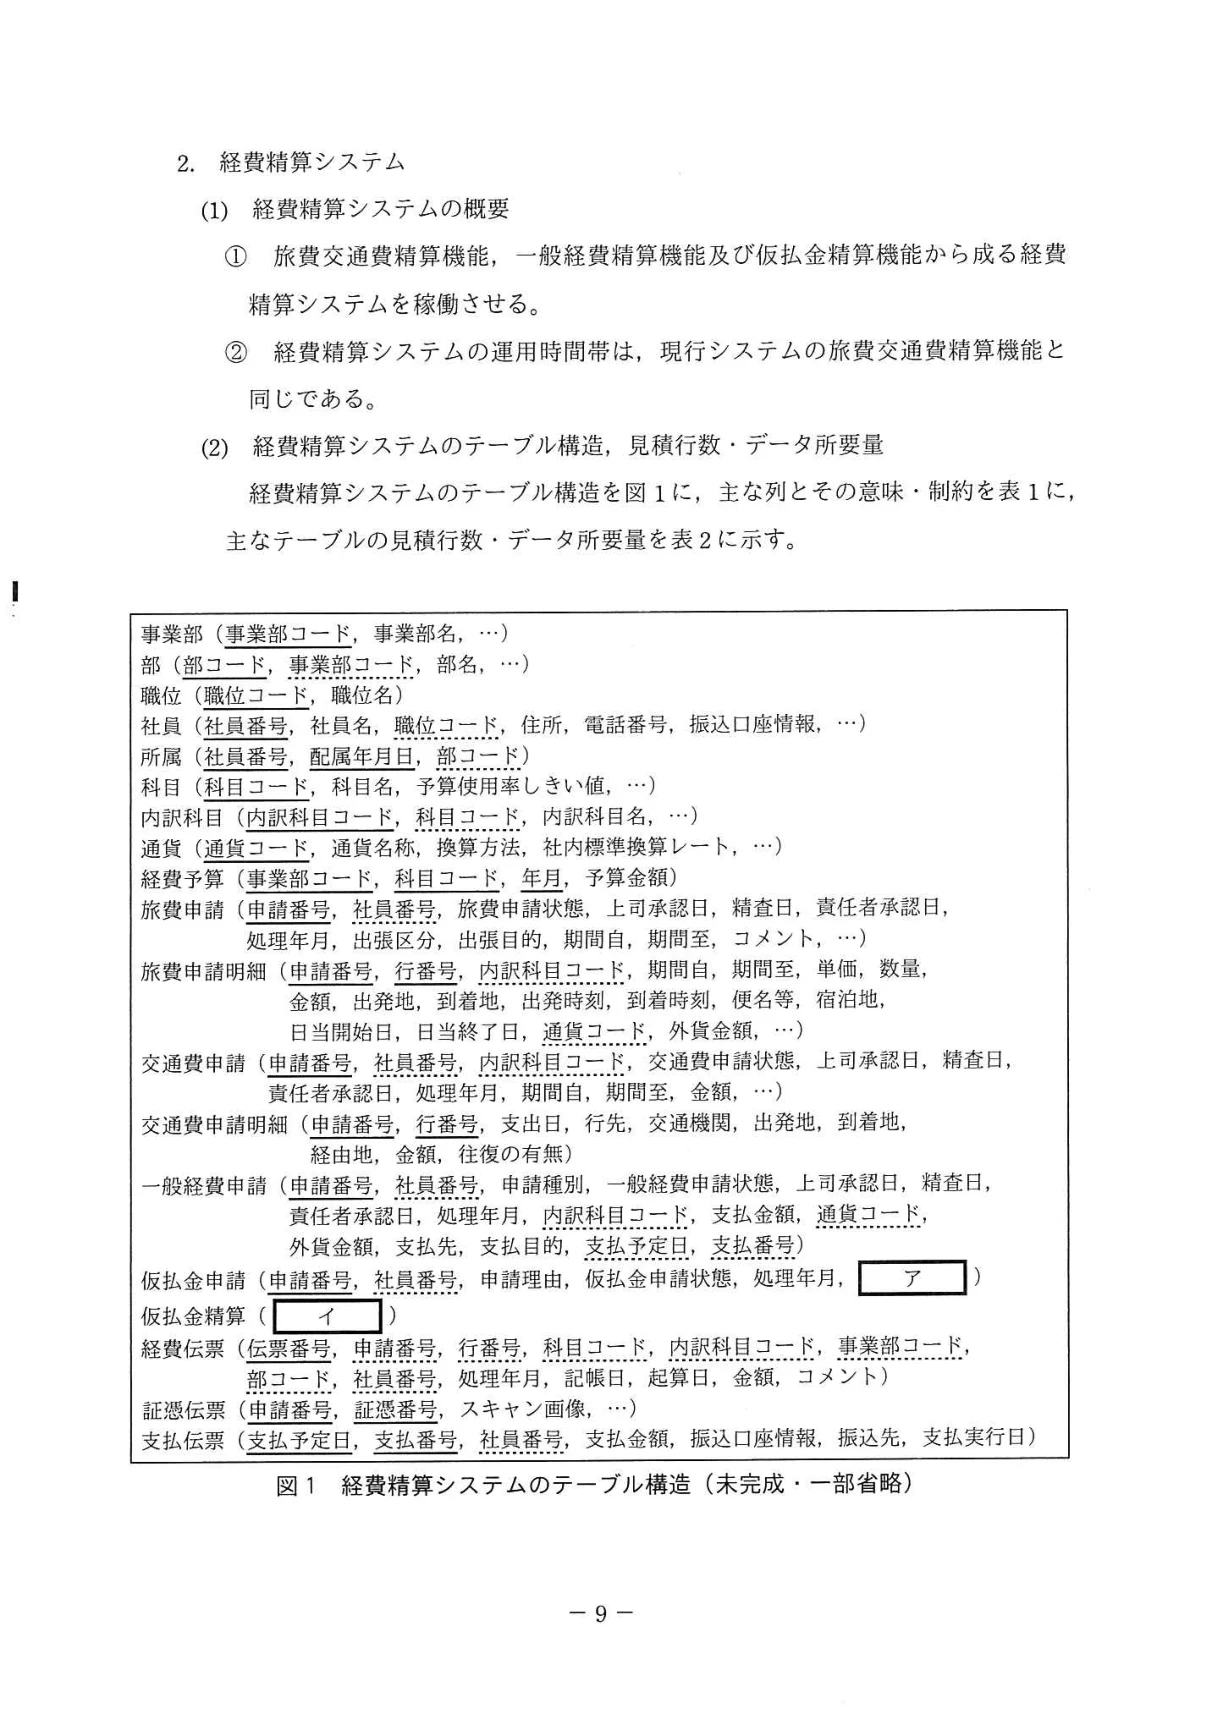 2. 経費精算システム
(1) 経費精算システムの概要
① 旅費交通費精算機能，一般経費精算機能及び仮払金精算機能から成る経費
精算システムを稼働させる。
② 経費精算システムの運用時間帯は，現行システムの旅費交通費精算機能と
同じである。
(2) 経費精算システムのテーブル構造，見積行数・データ所要量
経費精算システムのテーブル構造を図1に，主な列とその意味・制約を表1に，
主なテーブルの見積行数・データ所要量を表2に示す。
事業部（事業部コード，事業部名，…）
部（部コード，事業部コード，部名，…）
職位（職位コード，職位名）
社員（社員番号，社員名，職位コード，住所，電話番号，振込口座情報，…）
所属（社員番号，配属年月日，部コード）
科目（科目コード，科目名，予算使用率しきい値，…）
内訳科目（内訳科目コード，科目コード，内訳科目名，…）
通貨（通貨コード，通貨名称，換算方法，社内標準換算レート，…）
経費予算（事業部コード，科目コード，年月，予算金額）
旅費申請（申請番号，社員番号，旅費申請状態，上司承認日，精査日，責任者承認日，
処理年月，出張区分，出張目的，期間自，期間至，コメント，…）
旅費申請明細（申請番号，行番号，内訳科目コード，期間自，期間至，単価，数量，
金額，出発地，到着地，出発時刻，到着時刻，便名等，宿泊地，
日当開始日，日当終了日，通貨コード，外貨金額，…）
交通費申請（申請番号，社員番号，内訳科目コード，交通費申請状態，上司承認日，精査日，
責任者承認日，処理年月，期間自，期間至，金額，…）
交通費申請明細（申請番号，行番号，支出日，行先，交通機関，出発地，到着地，
経由地，金額，往復の有無）
一般経費申請（申請番号，社員番号，申請種別，一般経費申請状態，上司承認日，精査日，
責任者承認日，処理年月，内訳科目コード，支払金額，通貨コード，
外貨金額，支払先，支払目的，支払予定日，支払番号）
仮払金申請（申請番号，社員番号，申請理由，仮払金申請状態，処理年月，ア）
仮払金精算（イ）
経費伝票（伝票番号，申請番号，行番号，科目コード，内訳科目コード，事業部コード，
部コード，社員番号，処理年月，記帳日，起算日，金額，コメント）
証憑伝票（申請番号，証憑番号，スキャン画像，…）
支払伝票（支払予定日，支払番号，社員番号，支払金額，振込口座情報，振込先，支払実行日）
図1 経費精算システムのテーブル構造（未完成・一部省略）
－ 9 －